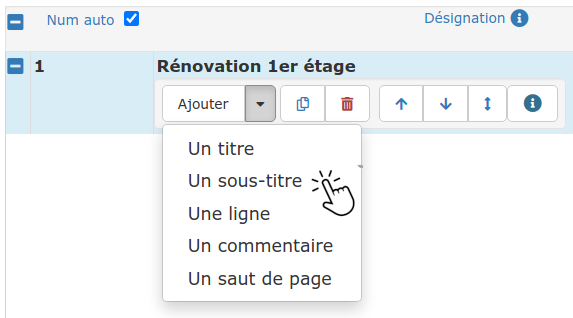 Num auto Désignation
1 Rénovation 1er étage
Ajouter
Un titre
Un sous-titre
Une ligne
Un commentaire
Un saut de page